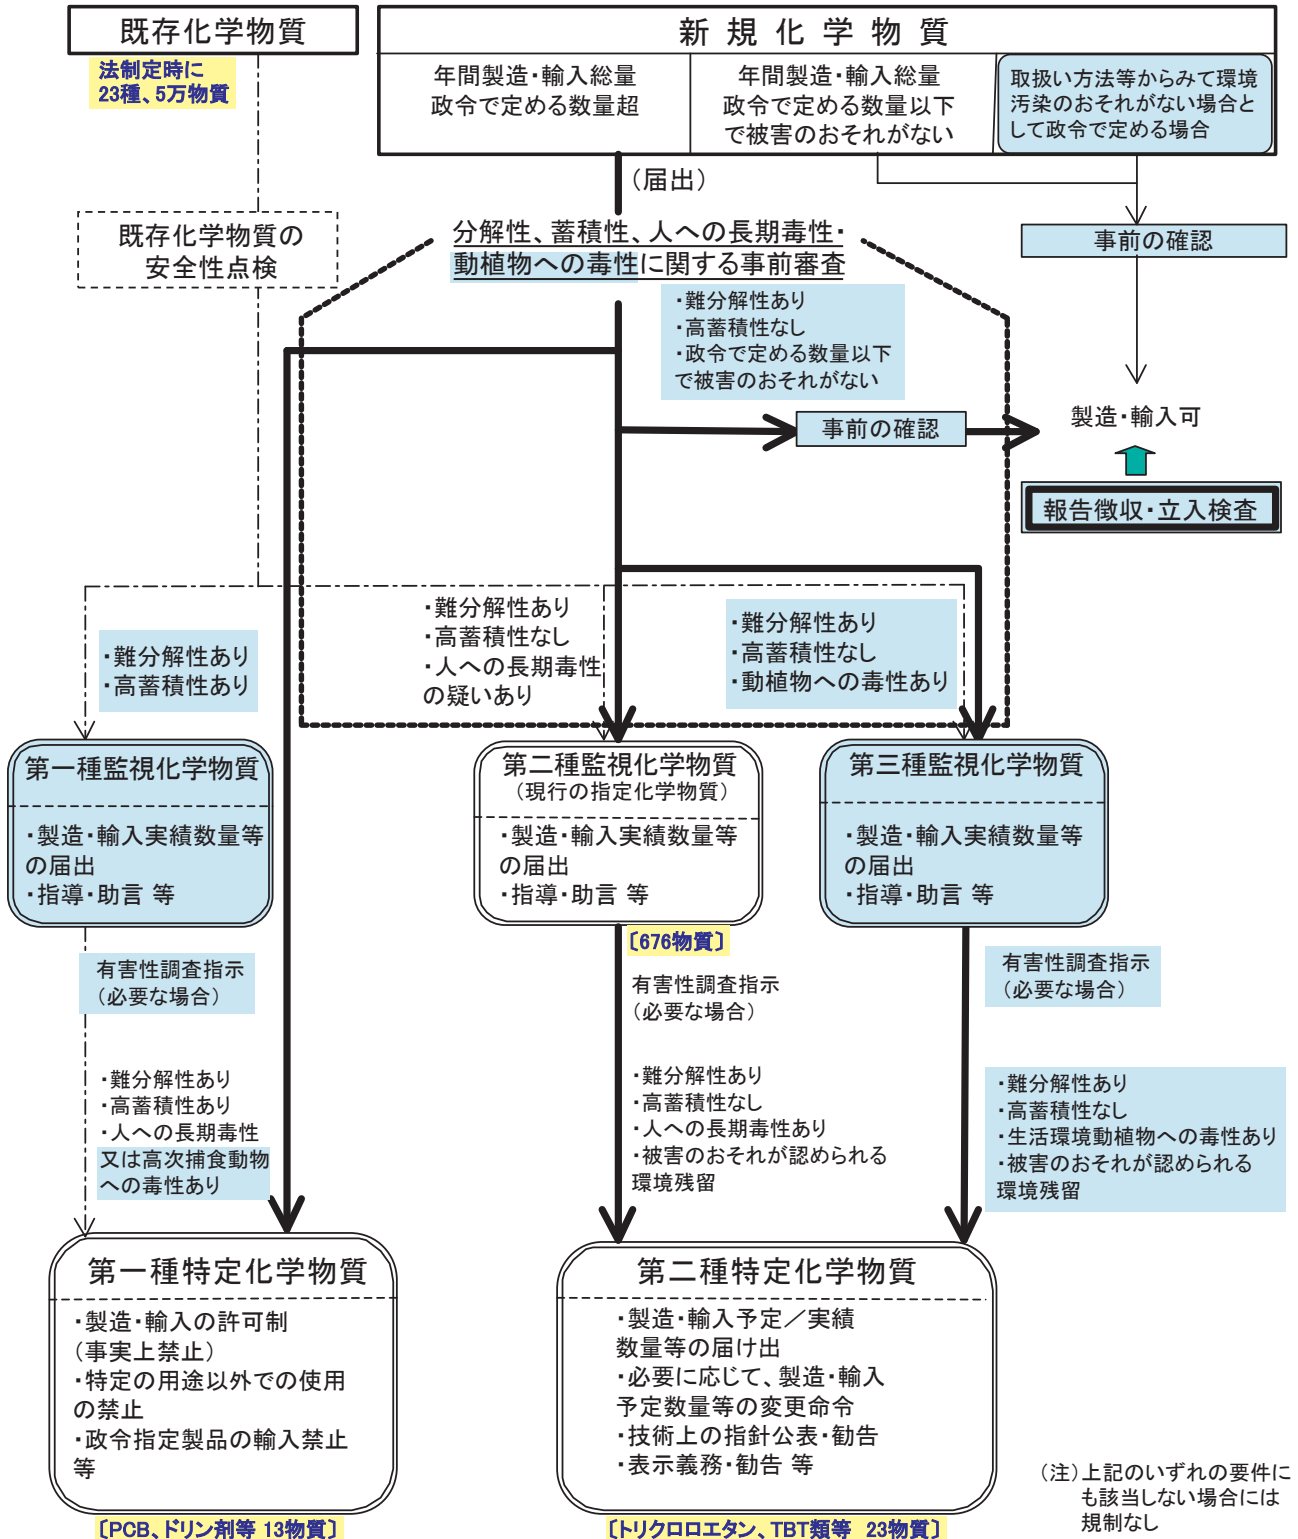 既存化学物質
法制定時に
23種、5万物質
新規化学物質
年間製造・輸入総量
政令で定める数量超
年間製造・輸入総量
政令で定める数量以下
で被害のおそれがない
取扱い方法等からみて環境
汚染のおそれがない場合と
して政令で定める場合
(届出)
既存化学物質の
安全性点検
分解性、蓄積性、人への長期毒性・
動植物への毒性に関する事前審査
事前の確認
・難分解性あり
・高蓄積性なし
・政令で定める数量以下
で被害のおそれがない
事前の確認
製造・輸入可
報告徴収・立入検査
・難分解性あり
・高蓄積性あり
・難分解性あり
・高蓄積性なし
・人への長期毒性
の疑いあり
・難分解性あり
・高蓄積性なし
・動植物への毒性あり
第一種監視化学物質
・製造・輸入実績数量等
の届出
・指導・助言 等
第二種監視化学物質
(現行の指定化学物質)
・製造・輸入実績数量等
の届出
・指導・助言 等
〔676物質〕
第三種監視化学物質
・製造・輸入実績数量等
の届出
・指導・助言 等
有害性調査指示
(必要な場合)
有害性調査指示
(必要な場合)
有害性調査指示
(必要な場合)
・難分解性あり
・高蓄積性あり
・人への長期毒性
又は高次捕食動物
への毒性あり
・難分解性あり
・高蓄積性なし
・人への長期毒性あり
・被害のおそれが認められる
環境残留
・難分解性あり
・高蓄積性なし
・生活環境動植物への毒性あり
・被害のおそれが認められる
環境残留
第一種特定化学物質
・製造・輸入の許可制
(事実上禁止)
・特定の用途以外での使用
の禁止
・政令指定製品の輸入禁止
等
〔PCB、ドリン剤等 13物質〕
第二種特定化学物質
・製造・輸入予定／実績
数量等の届け出
・必要に応じて、製造・輸入
予定数量等の変更命令
・技術上の指針公表・勧告
・表示義務・勧告 等
〔トリクロロエタン、TBT類等 23物質〕
(注)上記のいずれの要件に
も該当しない場合には
規制なし